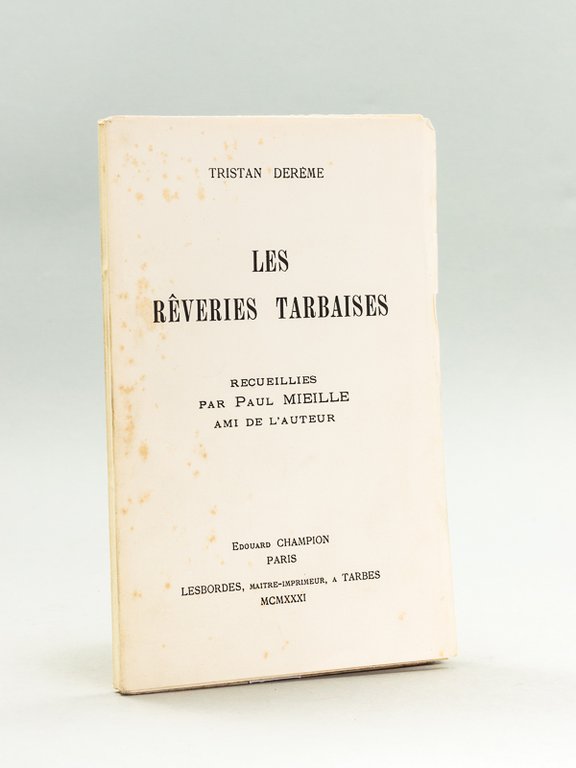 TRISTAN DERÈME
LES
RÊVERIES TARBAISES
RECUEILLIES
PAR PAUL MIEILLE
AMI DE L'AUTEUR
EDOUARD CHAMPION
PARIS
LESBORDES, MAITRE-IMPRIMEUR, A TARBES
MCMXXXI